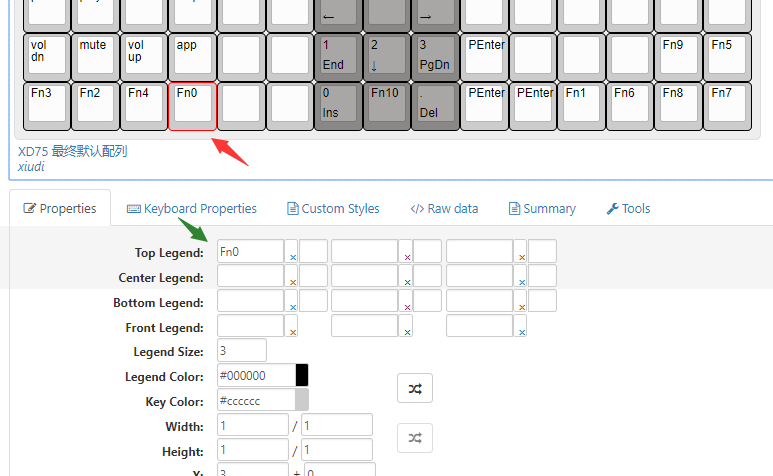 ← →
vol dn mute vol up app 1 End 2 ↓ 3 PgDn PEnter Fn9 Fn5
Fn3 Fn2 Fn4 Fn0 0 Ins Fn10 . Del PEnter PEnter Fn1 Fn6 Fn8 Fn7
XD75 最终默认配列
xiudi
Properties Keyboard Properties Custom Styles </> Raw data Summary Tools
Top Legend: Fn0
Center Legend:
Bottom Legend:
Front Legend:
Legend Size: 3
Legend Color: #000000
Key Color: #cccccc
Width: 1 / 1
Height: 1 / 1
X: 3 + 0